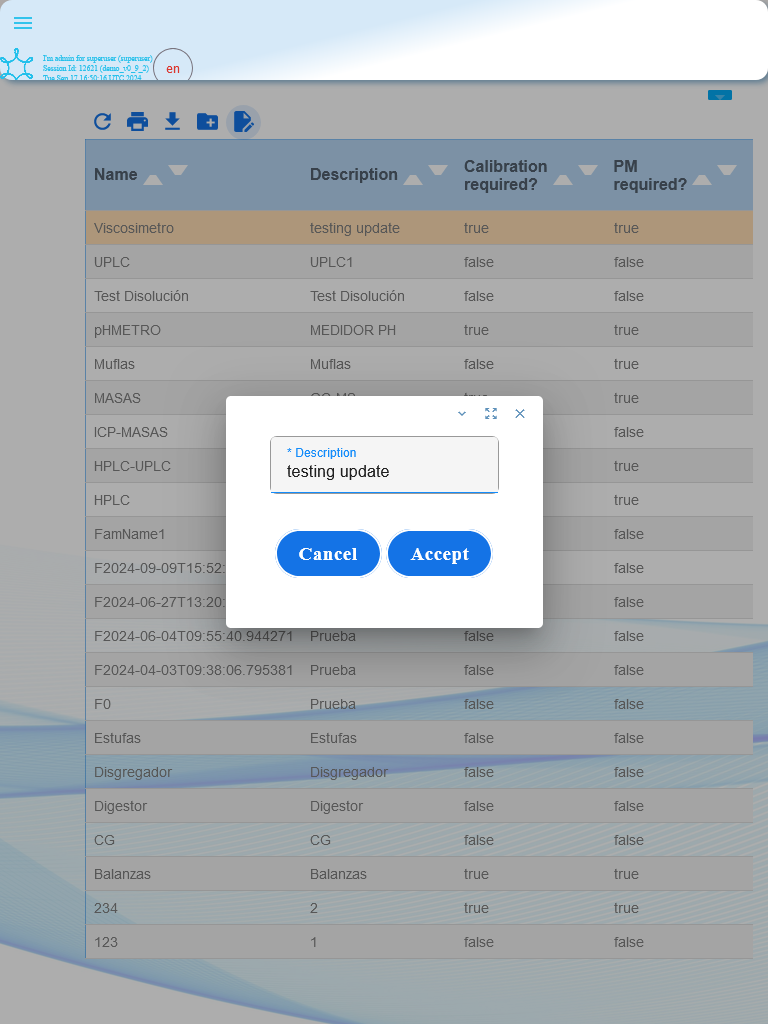 I'm admin for superuser (superuser)
Session Id: 12621 (demo_v0_9_2)
Tue Sep 17 16:50:16 UTC 2024
en
Name Description Calibration required? PM required?
Viscosimetro testing update true true
UPLC UPLC1 false false
Test Disolución Test Disolución false false
pHMETRO MEDIDOR PH true true
Muflas Muflas false true
MASAS true
ICP-MASAS false
HPLC-UPLC true
HPLC true
FamName1 false
F2024-09-09T15:52: false
F2024-06-27T13:20: false
* Description
testing update
Cancel Accept
F2024-06-04T09:55:40.944271 Prueba false false
F2024-04-03T09:38:06.795381 Prueba false false
F0 Prueba false false
Estufas Estufas false false
Disgregador Disgregador false false
Digestor Digestor false false
CG CG false false
Balanzas Balanzas true true
234 2 true true
123 1 false false